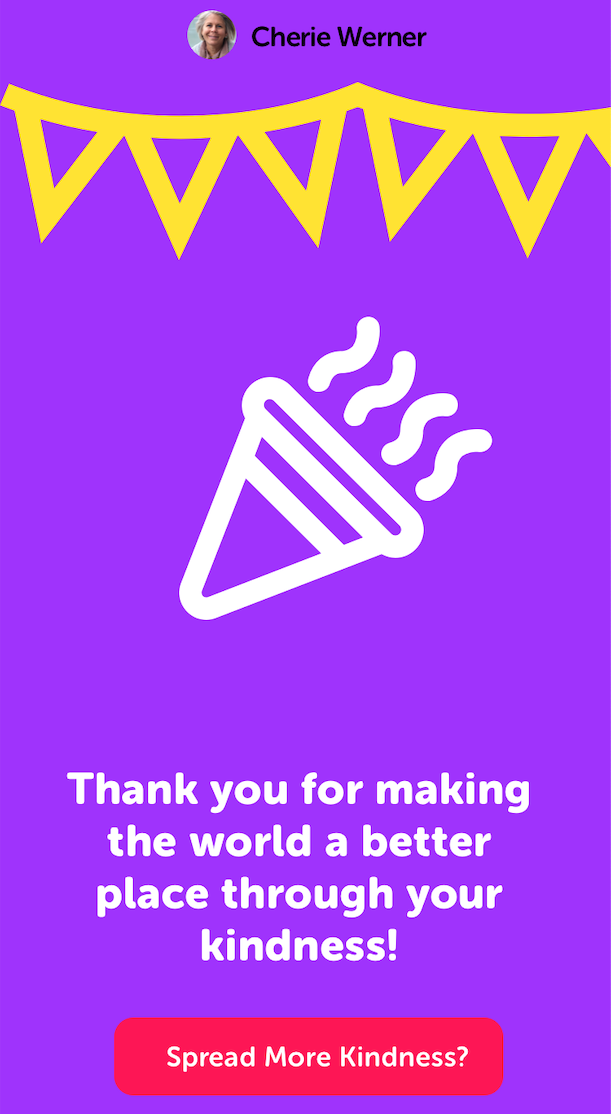 Cherie Werner
Thank you for making
the world a better
place through your
kindness!
Spread More Kindness?